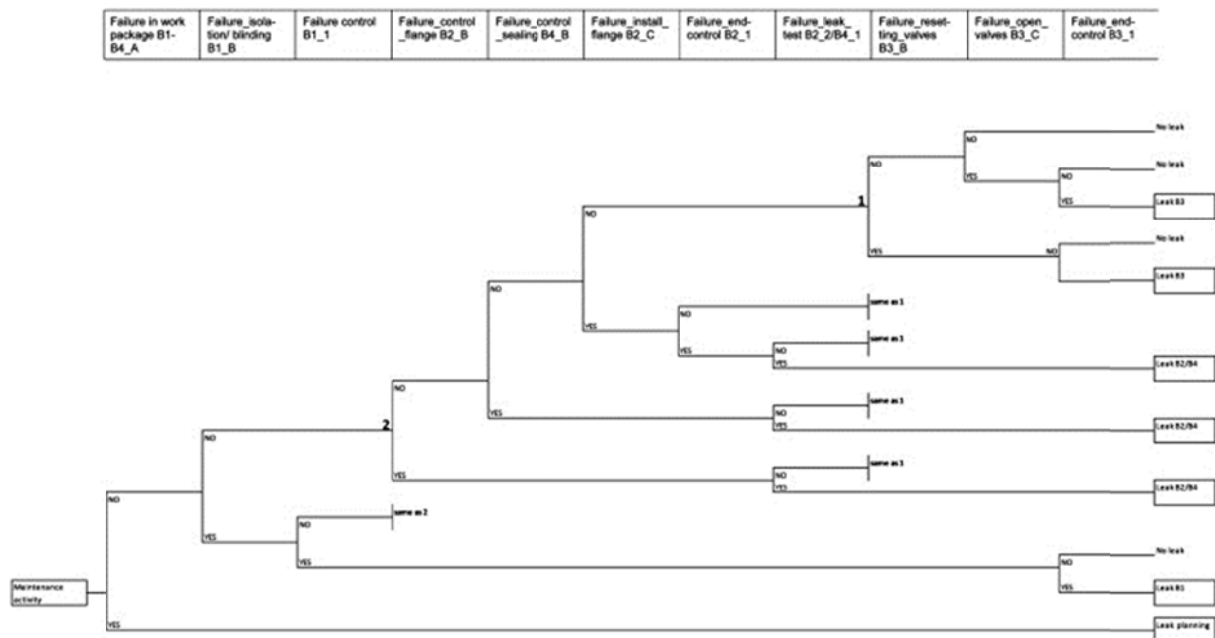 Failure in work
package B1-
B4_A
Failure_isola-
tion/ blinding
B1_B
Failure control
B1_1
Failure_control
_flange B2_B
Failure_control
_sealing B4_B
Failure_install_
flange B2_C
Failure_end-
control B2_1
Failure_leak_
test B2_2/B4_1
Failure_reset-
ting_valves
B3_B
Failure_open_
valves B3_C
Failure_end-
control B3_1
No leak
NO
No leak
NO
YES
NO
1
YES
Leak B3
NO
No leak
YES
NO
Leak B3
NO
same as 1
NO
same as 1
YES
YES
NO
YES
Leak B2/B4
NO
same as 1
YES
NO
YES
Leak B2/B4
2
NO
same as 1
YES
NO
YES
Leak B2/B4
NO
same as 2
NO
YES
No leak
YES
NO
Maintenance
activity
YES
Leak B1
YES
Leak planning